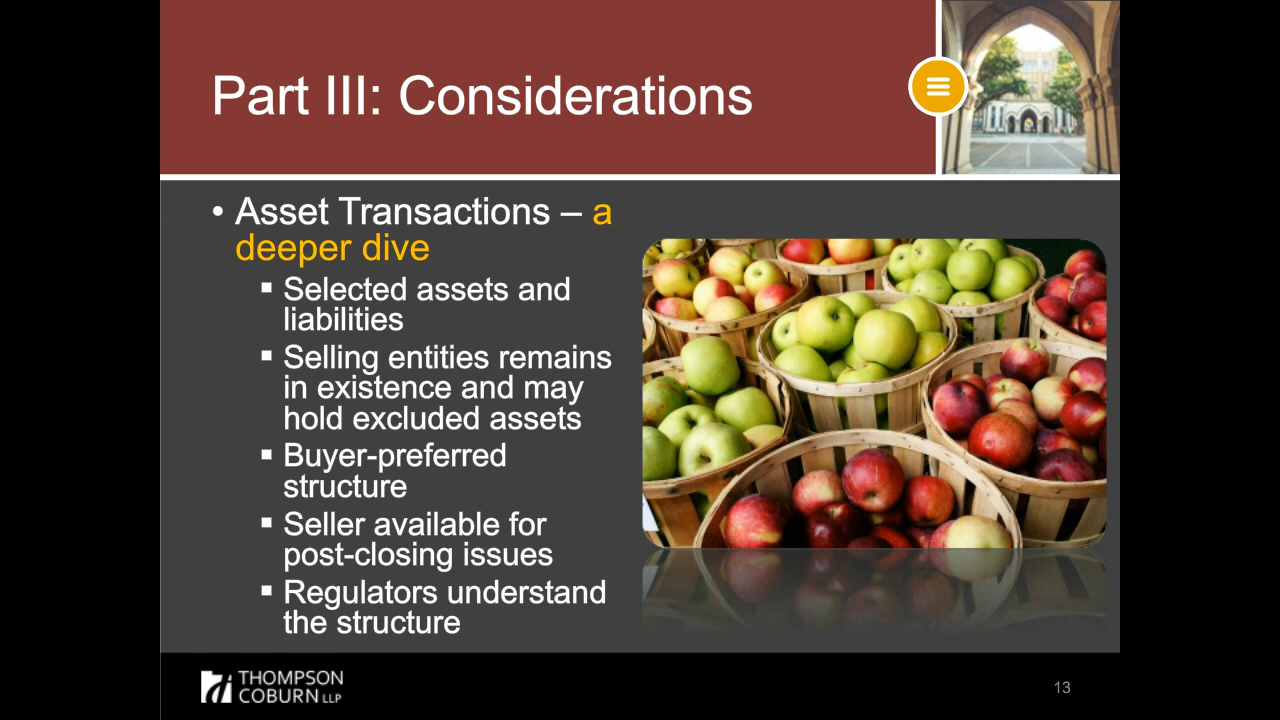 Part III: Considerations
• Asset Transactions – a
deeper dive
▪ Selected assets and
liabilities
▪ Selling entities remains
in existence and may
hold excluded assets
▪ Buyer-preferred
structure
▪ Seller available for
post-closing issues
▪ Regulators understand
the structure
THOMPSON
COBURN LLP
13